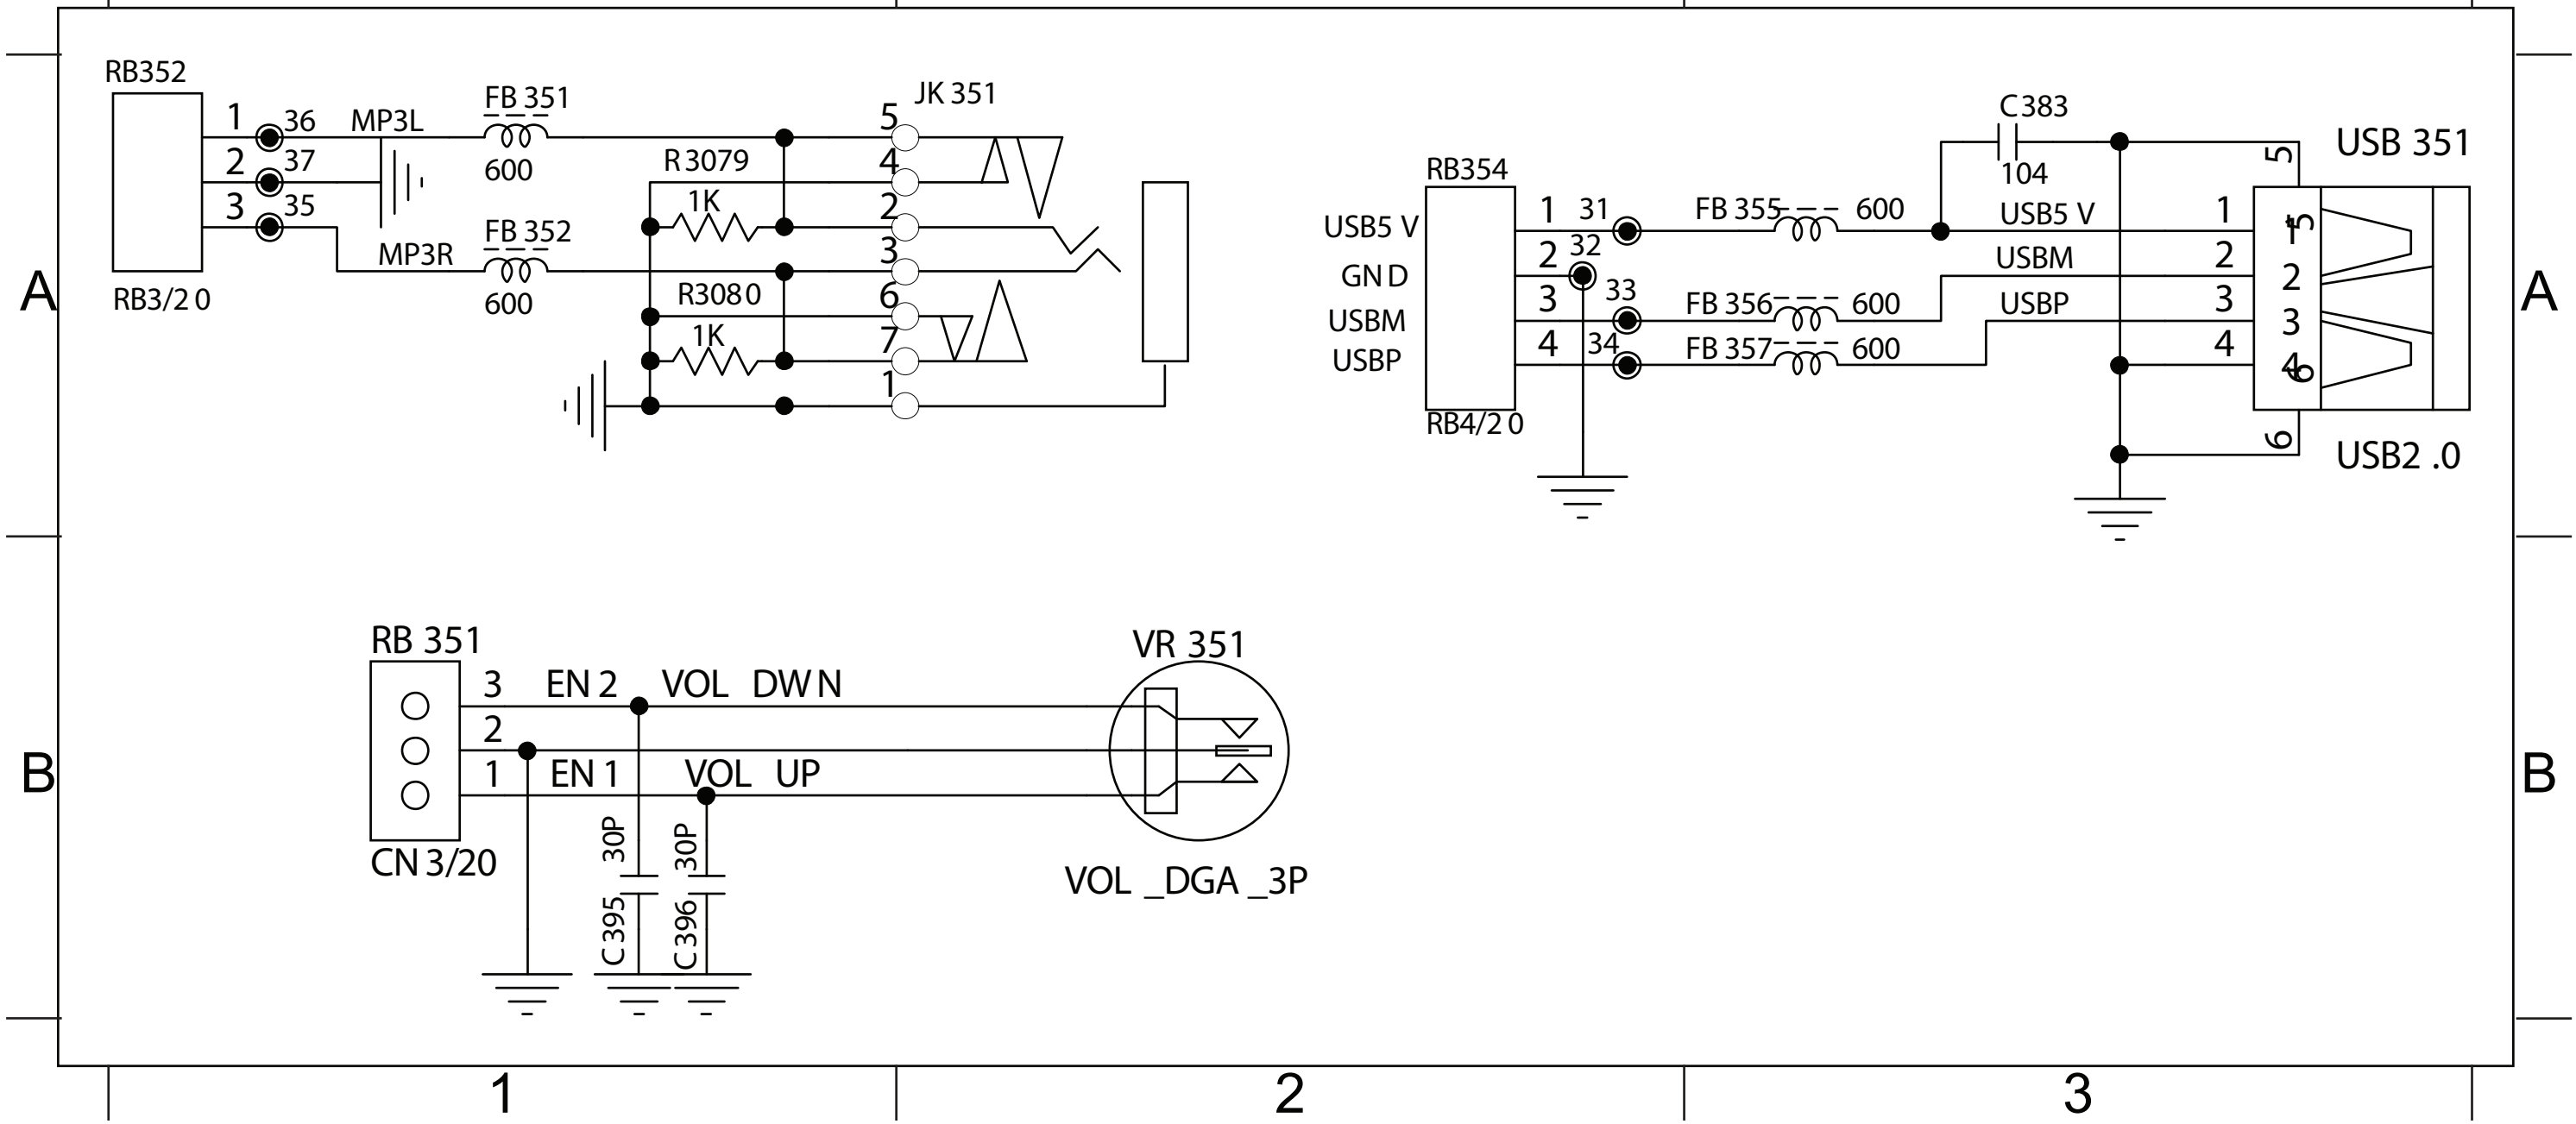 RB352
1 36 MP3L
2 37
3 35
MP3R
RB3/2 0
FB 351
600
FB 352
600
R 3079
1K
R3080
1K
JK 351
5
4
2
3
6
7
1
RB354
USB5 V
GN D
USBM
USBP
1 31
2 32
3 33
4 34
RB4/2 0
FB 355 600
FB 356 600
FB 357 600
C 383
104
USB5 V
USBM
USBP
1
2
3
4
5
6
1
5
2
3
4
6
USB 351
USB2 .0
A
A
RB 351
3 EN 2 VOL DW N
2
1 EN 1 VOL UP
CN 3/20
30P
C 395
30P
C 396
VR 351
VOL _DGA _3P
B
B
1
2
3